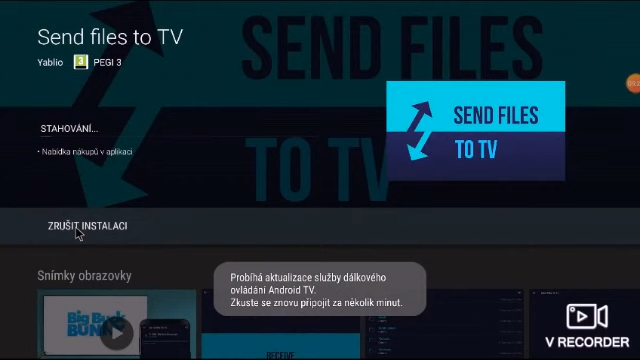 Send files to TV
Yablio
3
PEGI 3
SEND FILES
TO TV
SEND FILES
TO TV
STAHOVÁNÍ...
• Nabídka nákupů v aplikaci
ZRUŠIT INSTALACI
Snímky obrazovky
Probíhá aktualizace služby dálkového
ovládání Android TV.
Zkuste se znovu připojit za několik minut.
Big Buck
V RECORDER